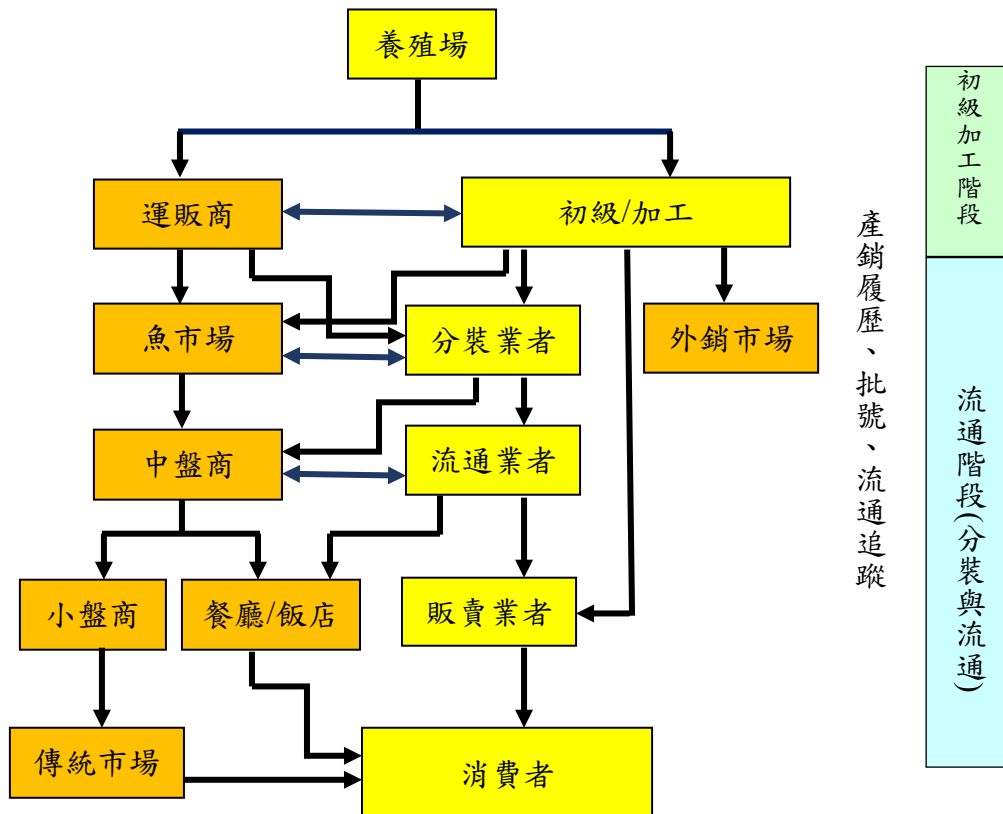 養殖場
運販商
初級/加工
魚市場
分裝業者
外銷市場
中盤商
流通業者
小盤商
餐廳/飯店
販賣業者
傳統市場
消費者
產銷履歷、批號、流通追蹤
初級加工階段
流通階段(分裝與流通)